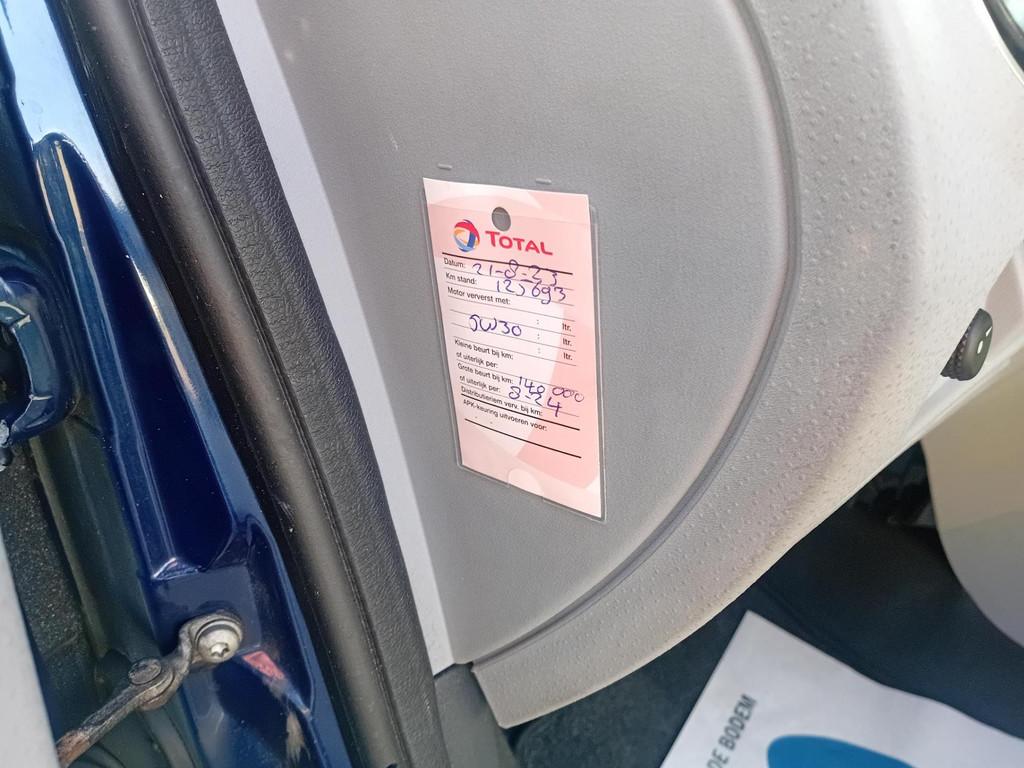 TOTAL
Datum: 21-8-23
Km stand: 125693
Motor ververst met:
: ltr.
5W30 : ltr.
: ltr.
Kleine beurt bij km:
of uiterlijk per:
Grote beurt bij km: 140 000
of uiterlijk per: 8-24
Distributieriem verv. bij km:
APK-keuring uitvoeren voor:
DE BODEM